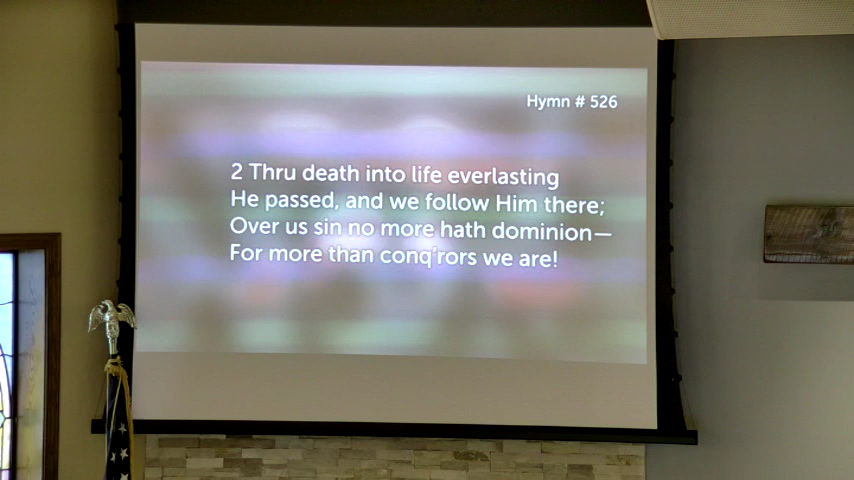 Hymn # 526
2 Thru death into life everlasting
He passed, and we follow Him there;
Over us sin no more hath dominion—
For more than conq'rors we are!